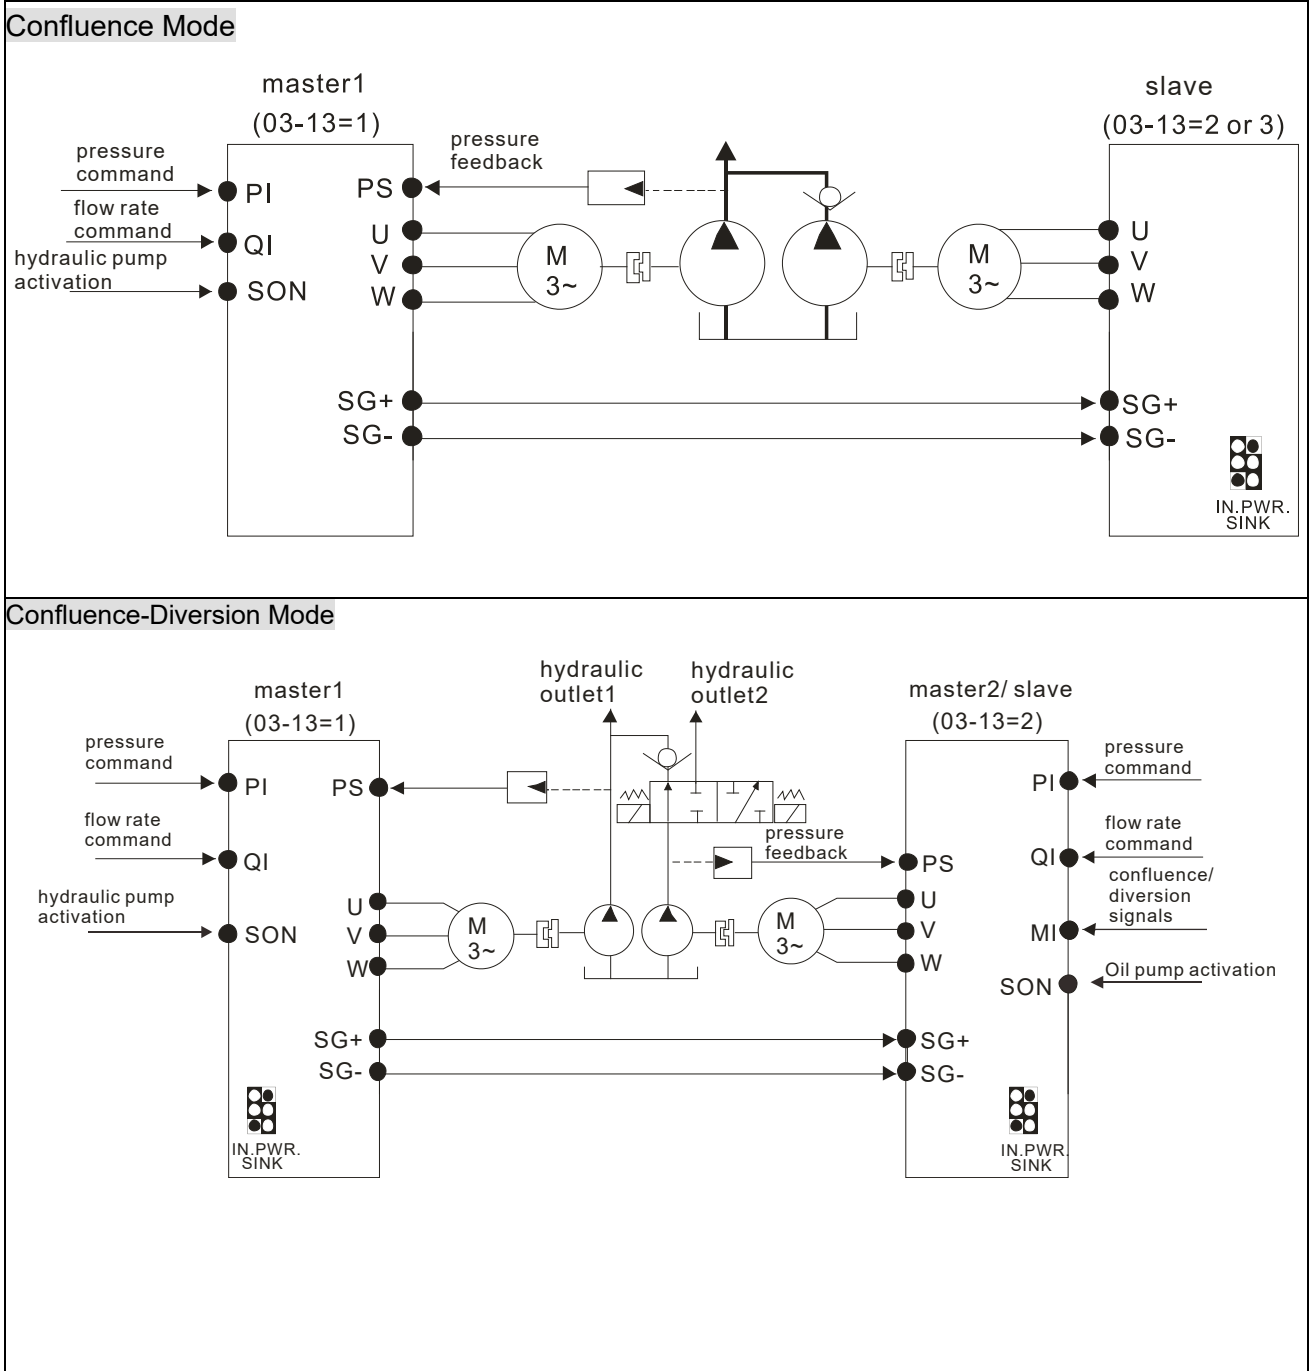 Confluence Mode
master1
(03-13=1)
slave
(03-13=2 or 3)
pressure
command
flow rate
command
hydraulic pump
activation
PI
QI
SON
PS
U
V
W
SG+
SG-
pressure
feedback
M
3~
M
3~
U
V
W
SG+
SG-
IN.PWR.
SINK
Confluence-Diversion Mode
master1
(03-13=1)
hydraulic
outlet1
hydraulic
outlet2
master2/ slave
(03-13=2)
pressure
command
flow rate
command
hydraulic pump
activation
PI
QI
SON
PS
U
V
W
SG+
SG-
IN.PWR.
SINK
M
3~
M
3~
pressure
feedback
PS
U
V
W
SG+
SG-
PI
QI
MI
SON
IN.PWR.
SINK
pressure
command
flow rate
command
confluence/
diversion
signals
Oil pump activation